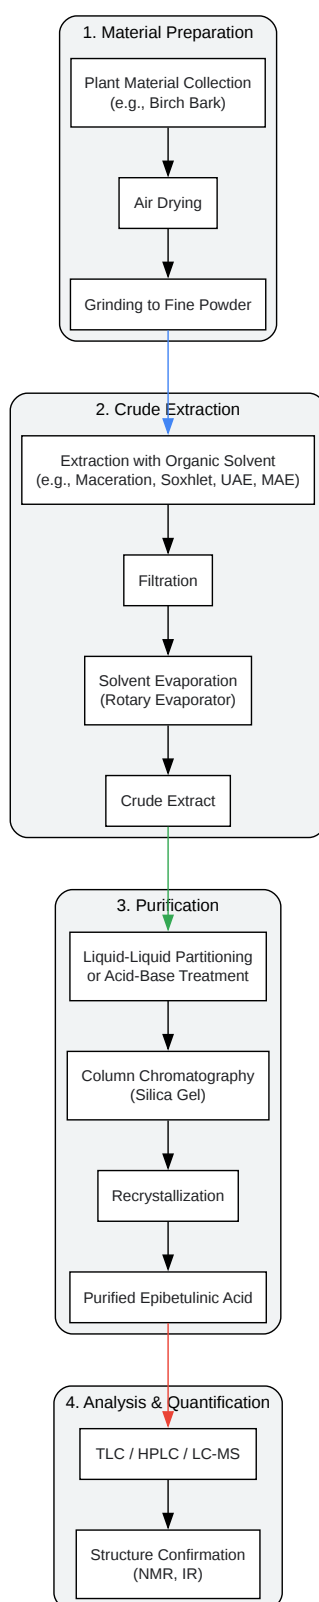 1. Material Preparation
Plant Material Collection
(e.g., Birch Bark)
Air Drying
Grinding to Fine Powder
2. Crude Extraction
Extraction with Organic Solvent
(e.g., Maceration, Soxhlet, UAE, MAE)
Filtration
Solvent Evaporation
(Rotary Evaporator)
Crude Extract
3. Purification
Liquid-Liquid Partitioning
or Acid-Base Treatment
Column Chromatography
(Silica Gel)
Recrystallization
Purified Epibetulinic Acid
4. Analysis & Quantification
TLC / HPLC / LC-MS
Structure Confirmation
(NMR, IR)